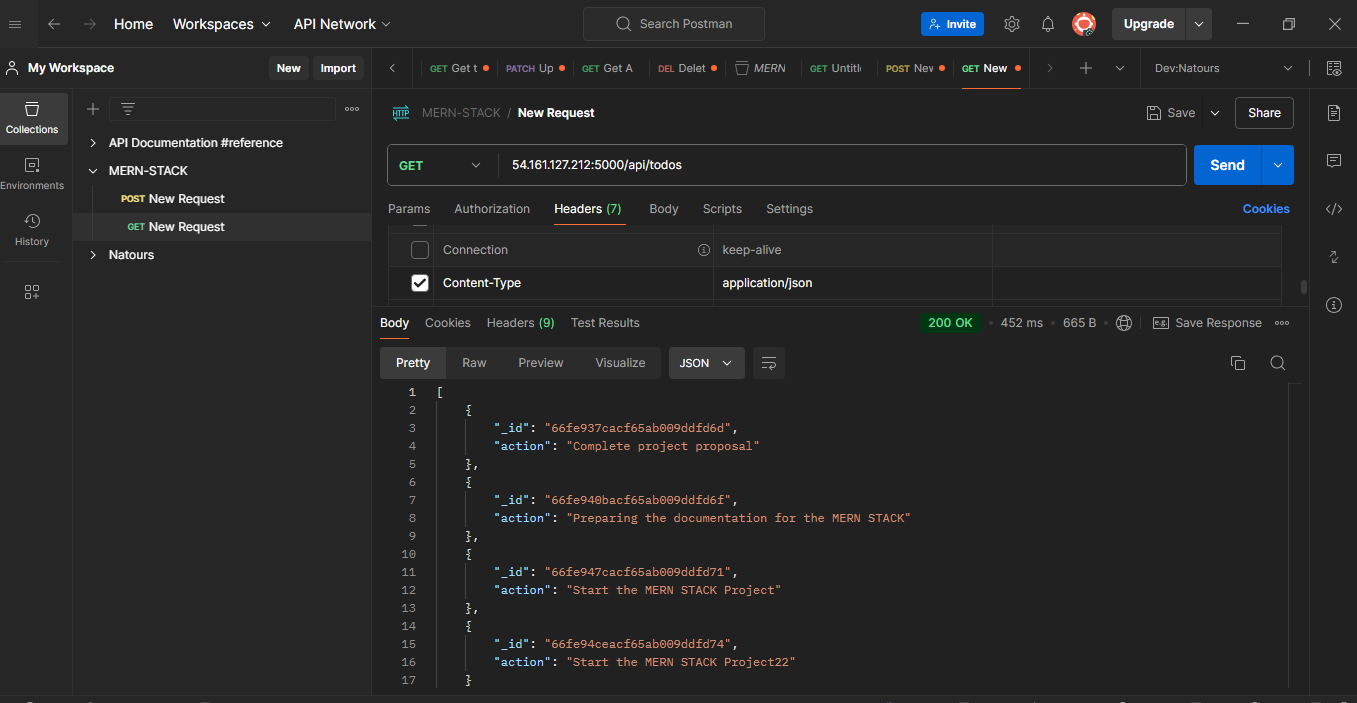 Home Workspaces API Network Search Postman Invite Upgrade
My Workspace New Import GET Get t PATCH Up GET Get A DEL Delet MERN GET Untitl POST Nev GET New Dev:Natours
Collections
Environments
History
API Documentation #reference
MERN-STACK
POST New Request
GET New Request
Natours
HTTP MERN-STACK / New Request Save Share
GET 54.161.127.212:5000/api/todos Send
Params Authorization Headers (7) Body Scripts Settings Cookies
Connection keep-alive
Content-Type application/json
Body Cookies Headers (9) Test Results 200 OK 452 ms 665 B e.g. Save Response
Pretty Raw Preview Visualize JSON
1 [
2 {
3 "_id": "66fe937cacf65ab009ddfd6d",
4 "action": "Complete project proposal"
5 },
6 {
7 "_id": "66fe940bacf65ab009ddfd6f",
8 "action": "Preparing the documentation for the MERN STACK"
9 },
10 {
11 "_id": "66fe947cacf65ab009ddfd71",
12 "action": "Start the MERN STACK Project"
13 },
14 {
15 "_id": "66fe94ceacf65ab009ddfd74",
16 "action": "Start the MERN STACK Project22"
17 }